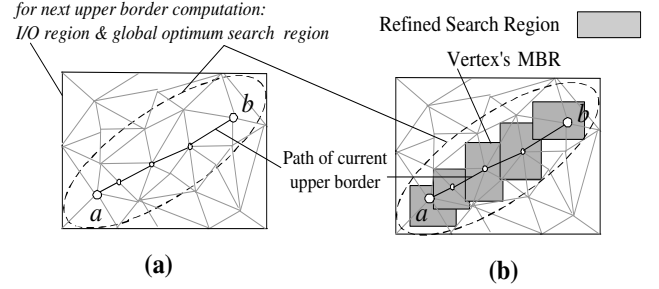 for next upper border computation:
I/O region & global optimum search region
Refined Search Region
Vertex's MBR
b
b
Path of current
upper border
a
a
(a)
(b)